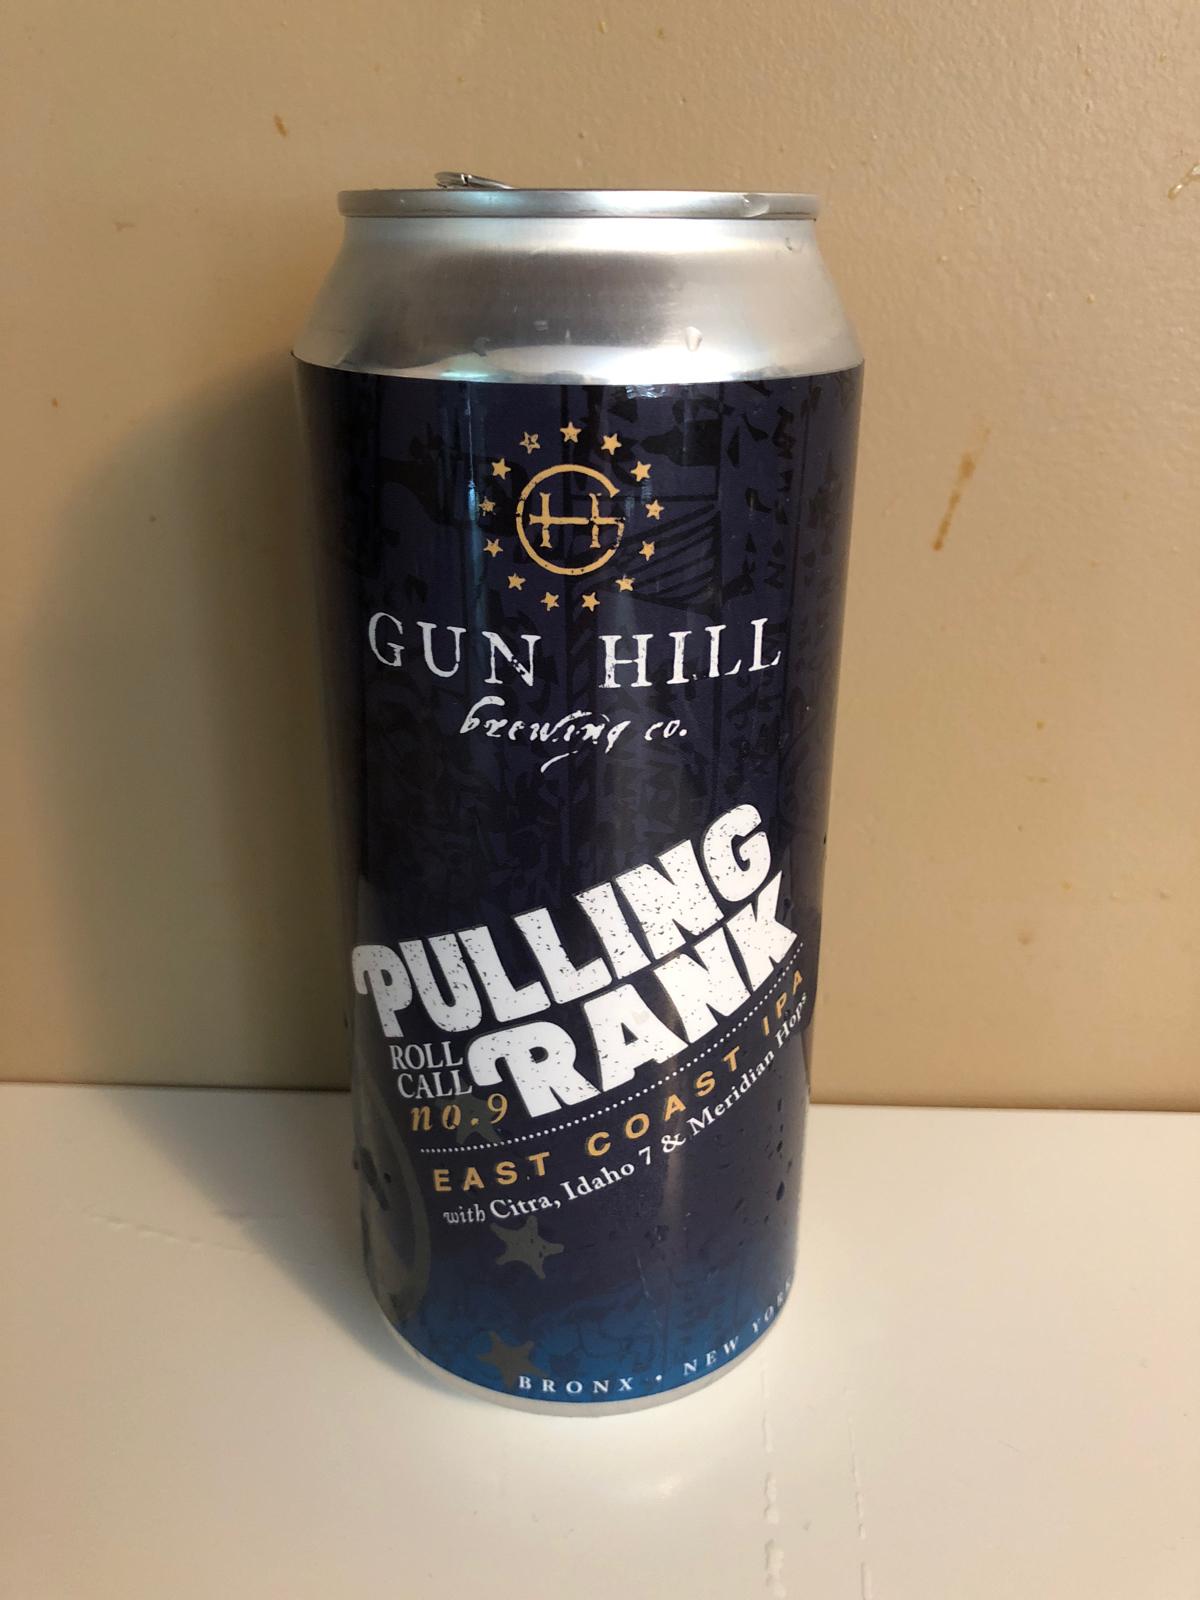 GH
GUN HILL
brewing co.
PULLING
RANK
ROLL
CALL
no.9
EAST COAST IPA
with Citra, Idaho 7 & Meridian Hops
BRONX . NEW YORK